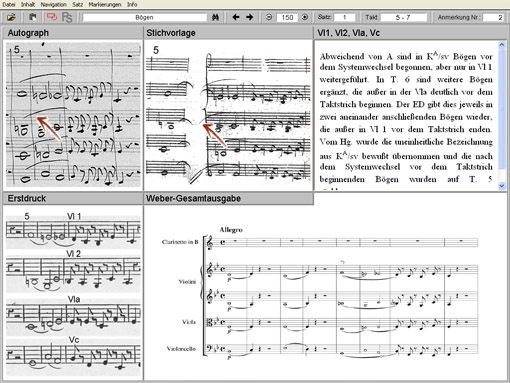 Datei Inhalt Navigation Satz Markierungen Info
Bögen
150
Satz: 1
Takt: 5 - 7
Anmerkung Nr.: 2
Autograph
Stichvorlage
Vl1, Vl2, Vla, Vc
5
5
Abweichend von A sind in KA/sv Bögen vor
dem Systemwechsel begonnen, aber nur in Vl 1
weitergeführt. In T. 6 sind weitere Bögen
ergänzt, die außer in der Vla deutlich vor dem
Taktstrich beginnen. Der ED gibt dies jeweils in
zwei aneinander anschließenden Bögen wieder,
die außer in Vl 1 vor dem Taktstrich enden.
Vom Hg. wurde die uneinheitliche Bezeichnung
aus KA/sv bewußt übernommen und die nach
dem Systemwechsel vor dem Taktstrich
beginnenden Bögen wurden auf T. 5
Erstdruck
Weber-Gesamtausgabe
5
Vl 1
Vl 2
Vla
Vc
Allegro
Clarinetto in B
Violini
Viola
Violoncello
p
p
p
p